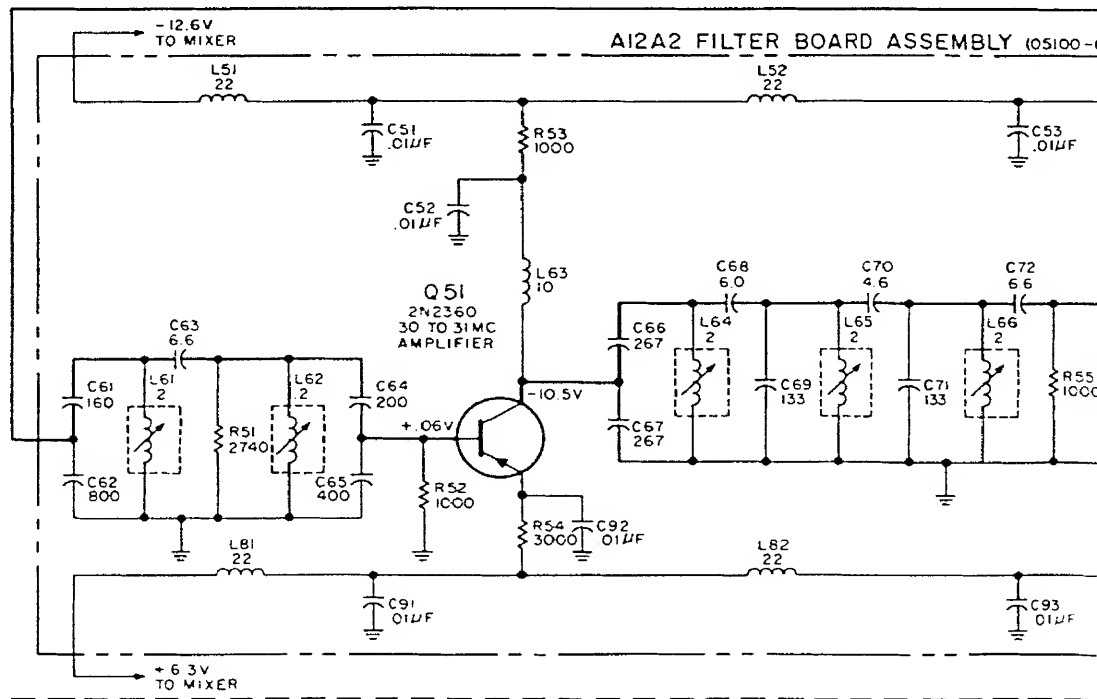 -12.6V
TO MIXER
A12A2 FILTER BOARD ASSEMBLY (05100-
L51
22
L52
22
C51
.01µF
R53
1000
C53
.01µF
C52
.01µF
L63
10
Q51
2N2360
30 TO 31MC
AMPLIFIER
C68
6.0
C70
4.6
C72
6.6
C66
267
L64
2
L65
2
L66
2
C63
6.6
C61
160
L61
2
L62
2
C64
200
-10.5V
C69
133
C71
133
R55
1000
+.06V
C67
267
R51
2740
C62
800
C65
400
R52
1000
R54
3000
C92
.01µF
L81
22
L82
22
C91
.01µF
C93
.01µF
+6.3V
TO MIXER